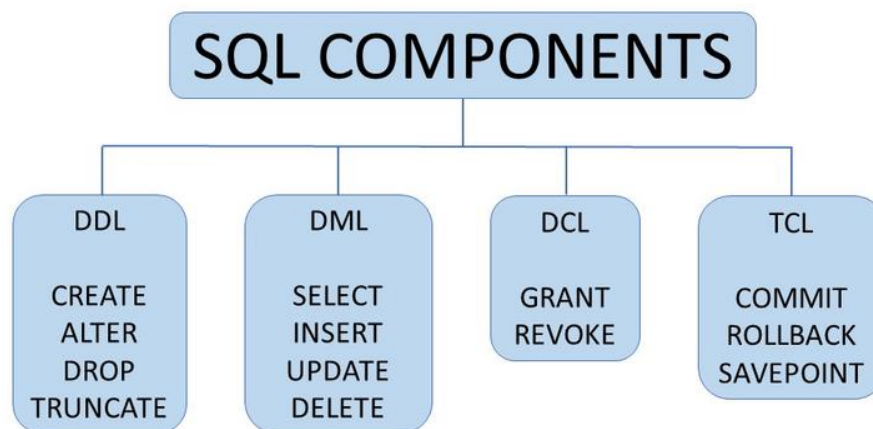 SQL COMPONENTS
DDL
CREATE
ALTER
DROP
TRUNCATE
DML
SELECT
INSERT
UPDATE
DELETE
DCL
GRANT
REVOKE
TCL
COMMIT
ROLLBACK
SAVEPOINT